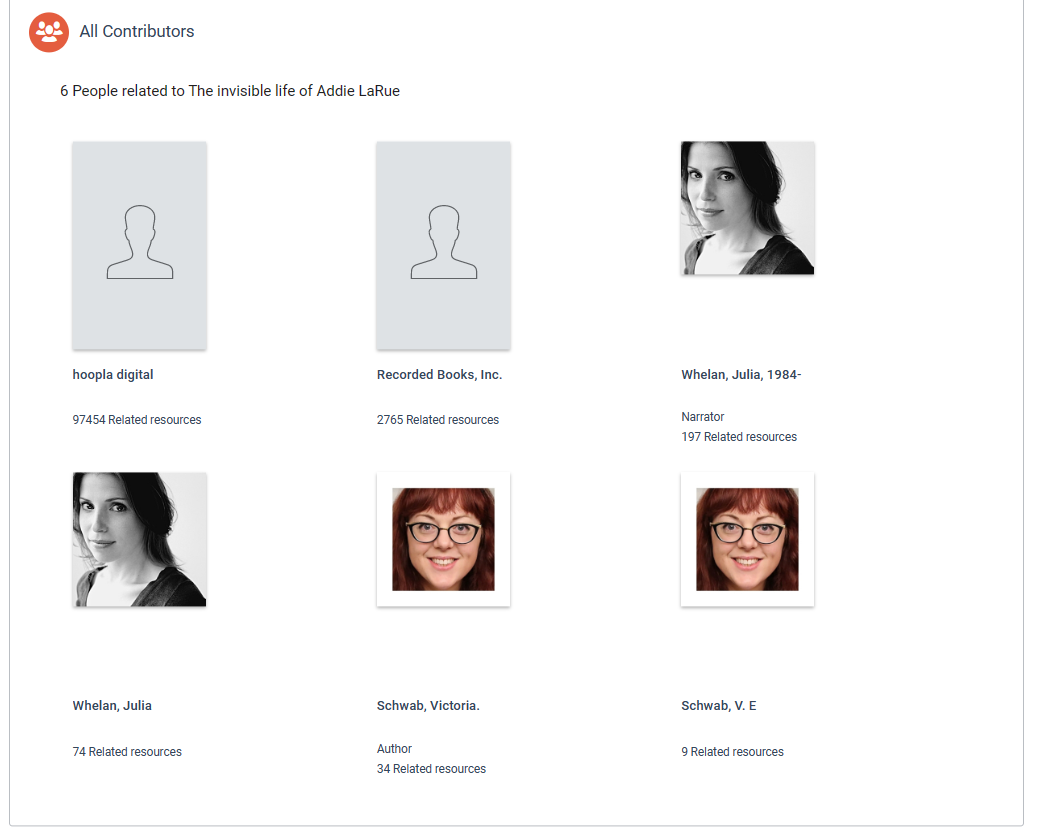 All Contributors
6 People related to The invisible life of Addie LaRue
hoopla digital
97454 Related resources
Recorded Books, Inc.
2765 Related resources
Whelan, Julia, 1984-
Narrator
197 Related resources
Whelan, Julia
74 Related resources
Schwab, Victoria.
Author
34 Related resources
Schwab, V. E
9 Related resources